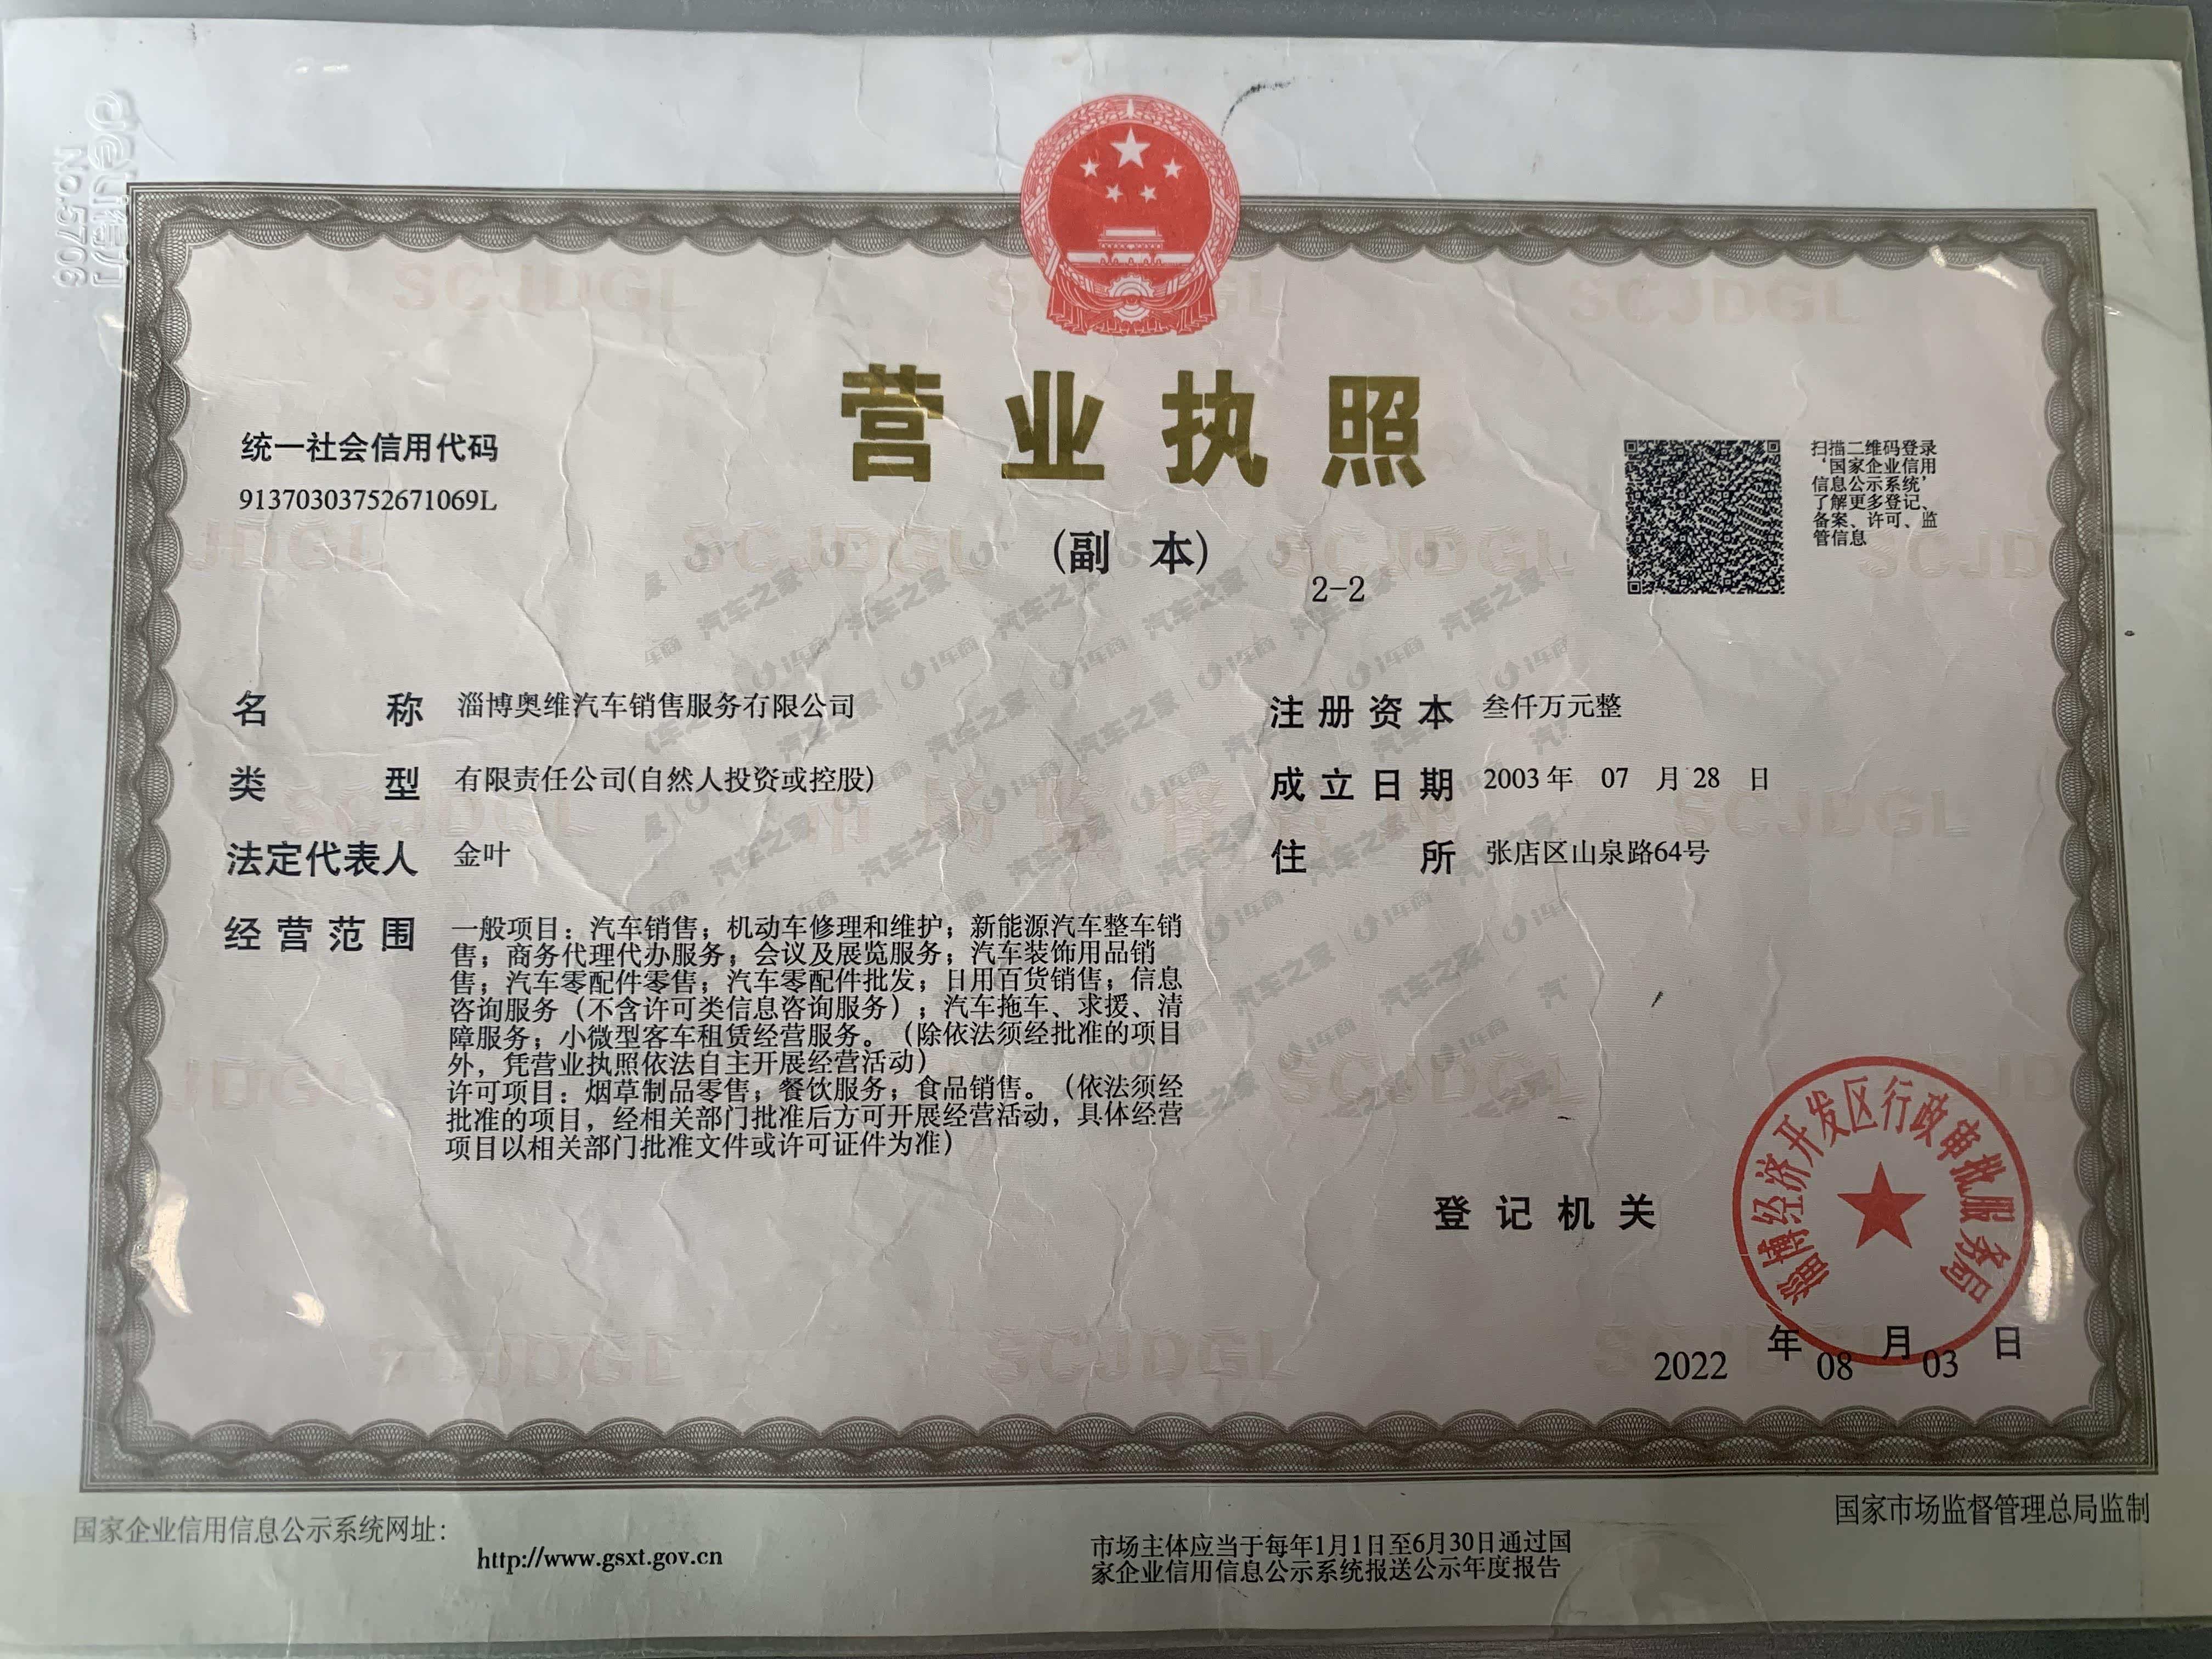 deli得力
No.5706
营业执照
(副 本)
2-2
统一社会信用代码
91370303752671069L
扫描二维码登录
‘国家企业信用
信息公示系统’
了解更多登记、
备案、许可、监
管信息
名 称 淄博奥维汽车销售服务有限公司
类 型 有限责任公司(自然人投资或控股)
法定代表人 金叶
经营范围 一般项目：汽车销售；机动车修理和维护；新能源汽车整车销
售；商务代理代办服务；会议及展览服务；汽车装饰用品销
售；汽车零配件零售；汽车零配件批发；日用百货销售；信息
咨询服务（不含许可类信息咨询服务）；汽车拖车、求援、清
障服务；小微型客车租赁经营服务。（除依法须经批准的项目
外，凭营业执照依法自主开展经营活动）
许可项目：烟草制品零售；餐饮服务；食品销售。（依法须经
批准的项目，经相关部门批准后方可开展经营活动，具体经营
项目以相关部门批准文件或许可证件为准）
注册资本 叁仟万元整
成立日期 2003 年 07 月 28 日
住 所 张店区山泉路64号
登记机关
淄博经济开发区行政审批服务局
2022 年 08 月 03 日
国家企业信用信息公示系统网址：
http://www.gsxt.gov.cn
市场主体应当于每年1月1日至6月30日通过国
家企业信用信息公示系统报送公示年度报告
国家市场监督管理总局监制
SCJDGL
汽车之家
i车商